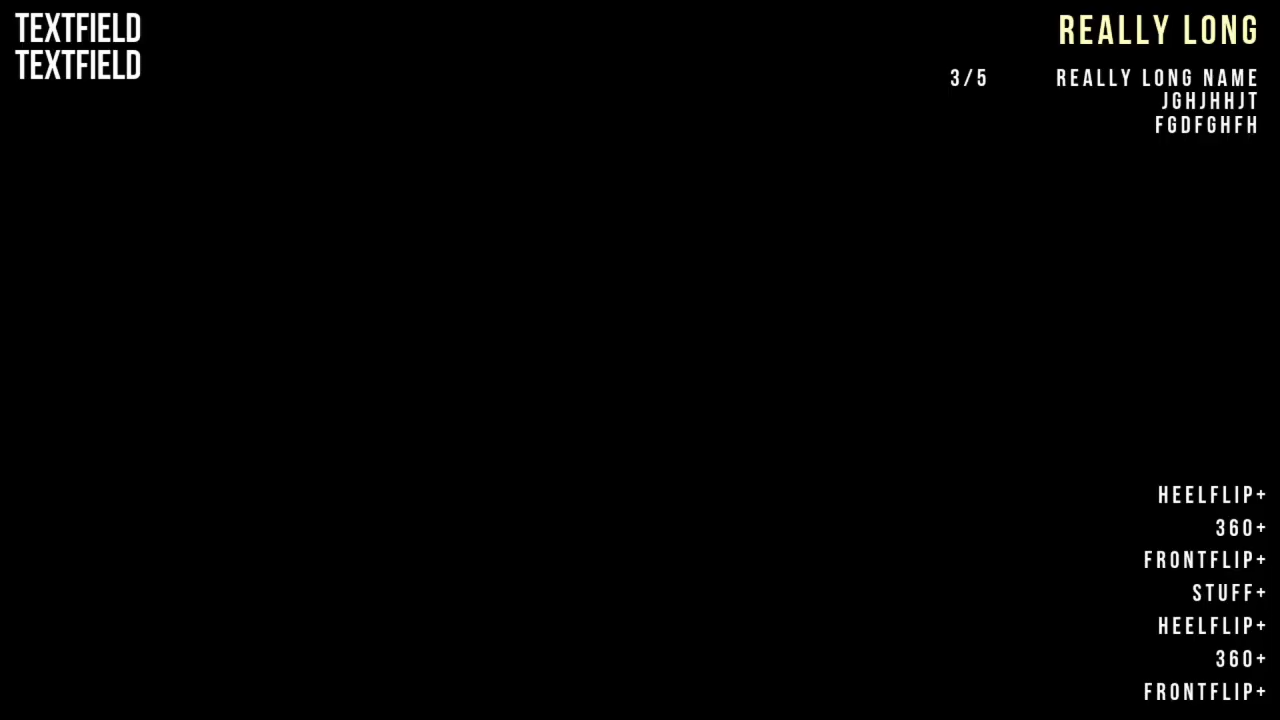 TEXTFIELD
TEXTFIELD
REALLY LONG
3/5 REALLY LONG NAME
JGHJHHJT
FGDFGHFH
HEELFLIP+
360+
FRONTFLIP+
STUFF+
HEELFLIP+
360+
FRONTFLIP+